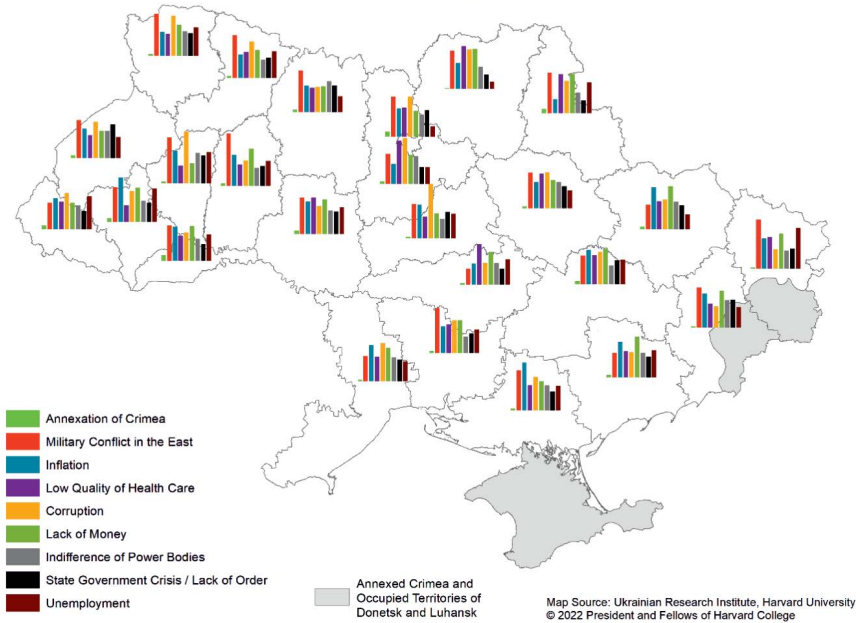 Annexation of Crimea
Military Conflict in the East
Inflation
Low Quality of Health Care
Corruption
Lack of Money
Indifference of Power Bodies
State Government Crisis / Lack of Order
Unemployment
Annexed Crimea and
Occupied Territories of
Donetsk and Luhansk
Map Source: Ukrainian Research Institute, Harvard University
© 2022 President and Fellows of Harvard College